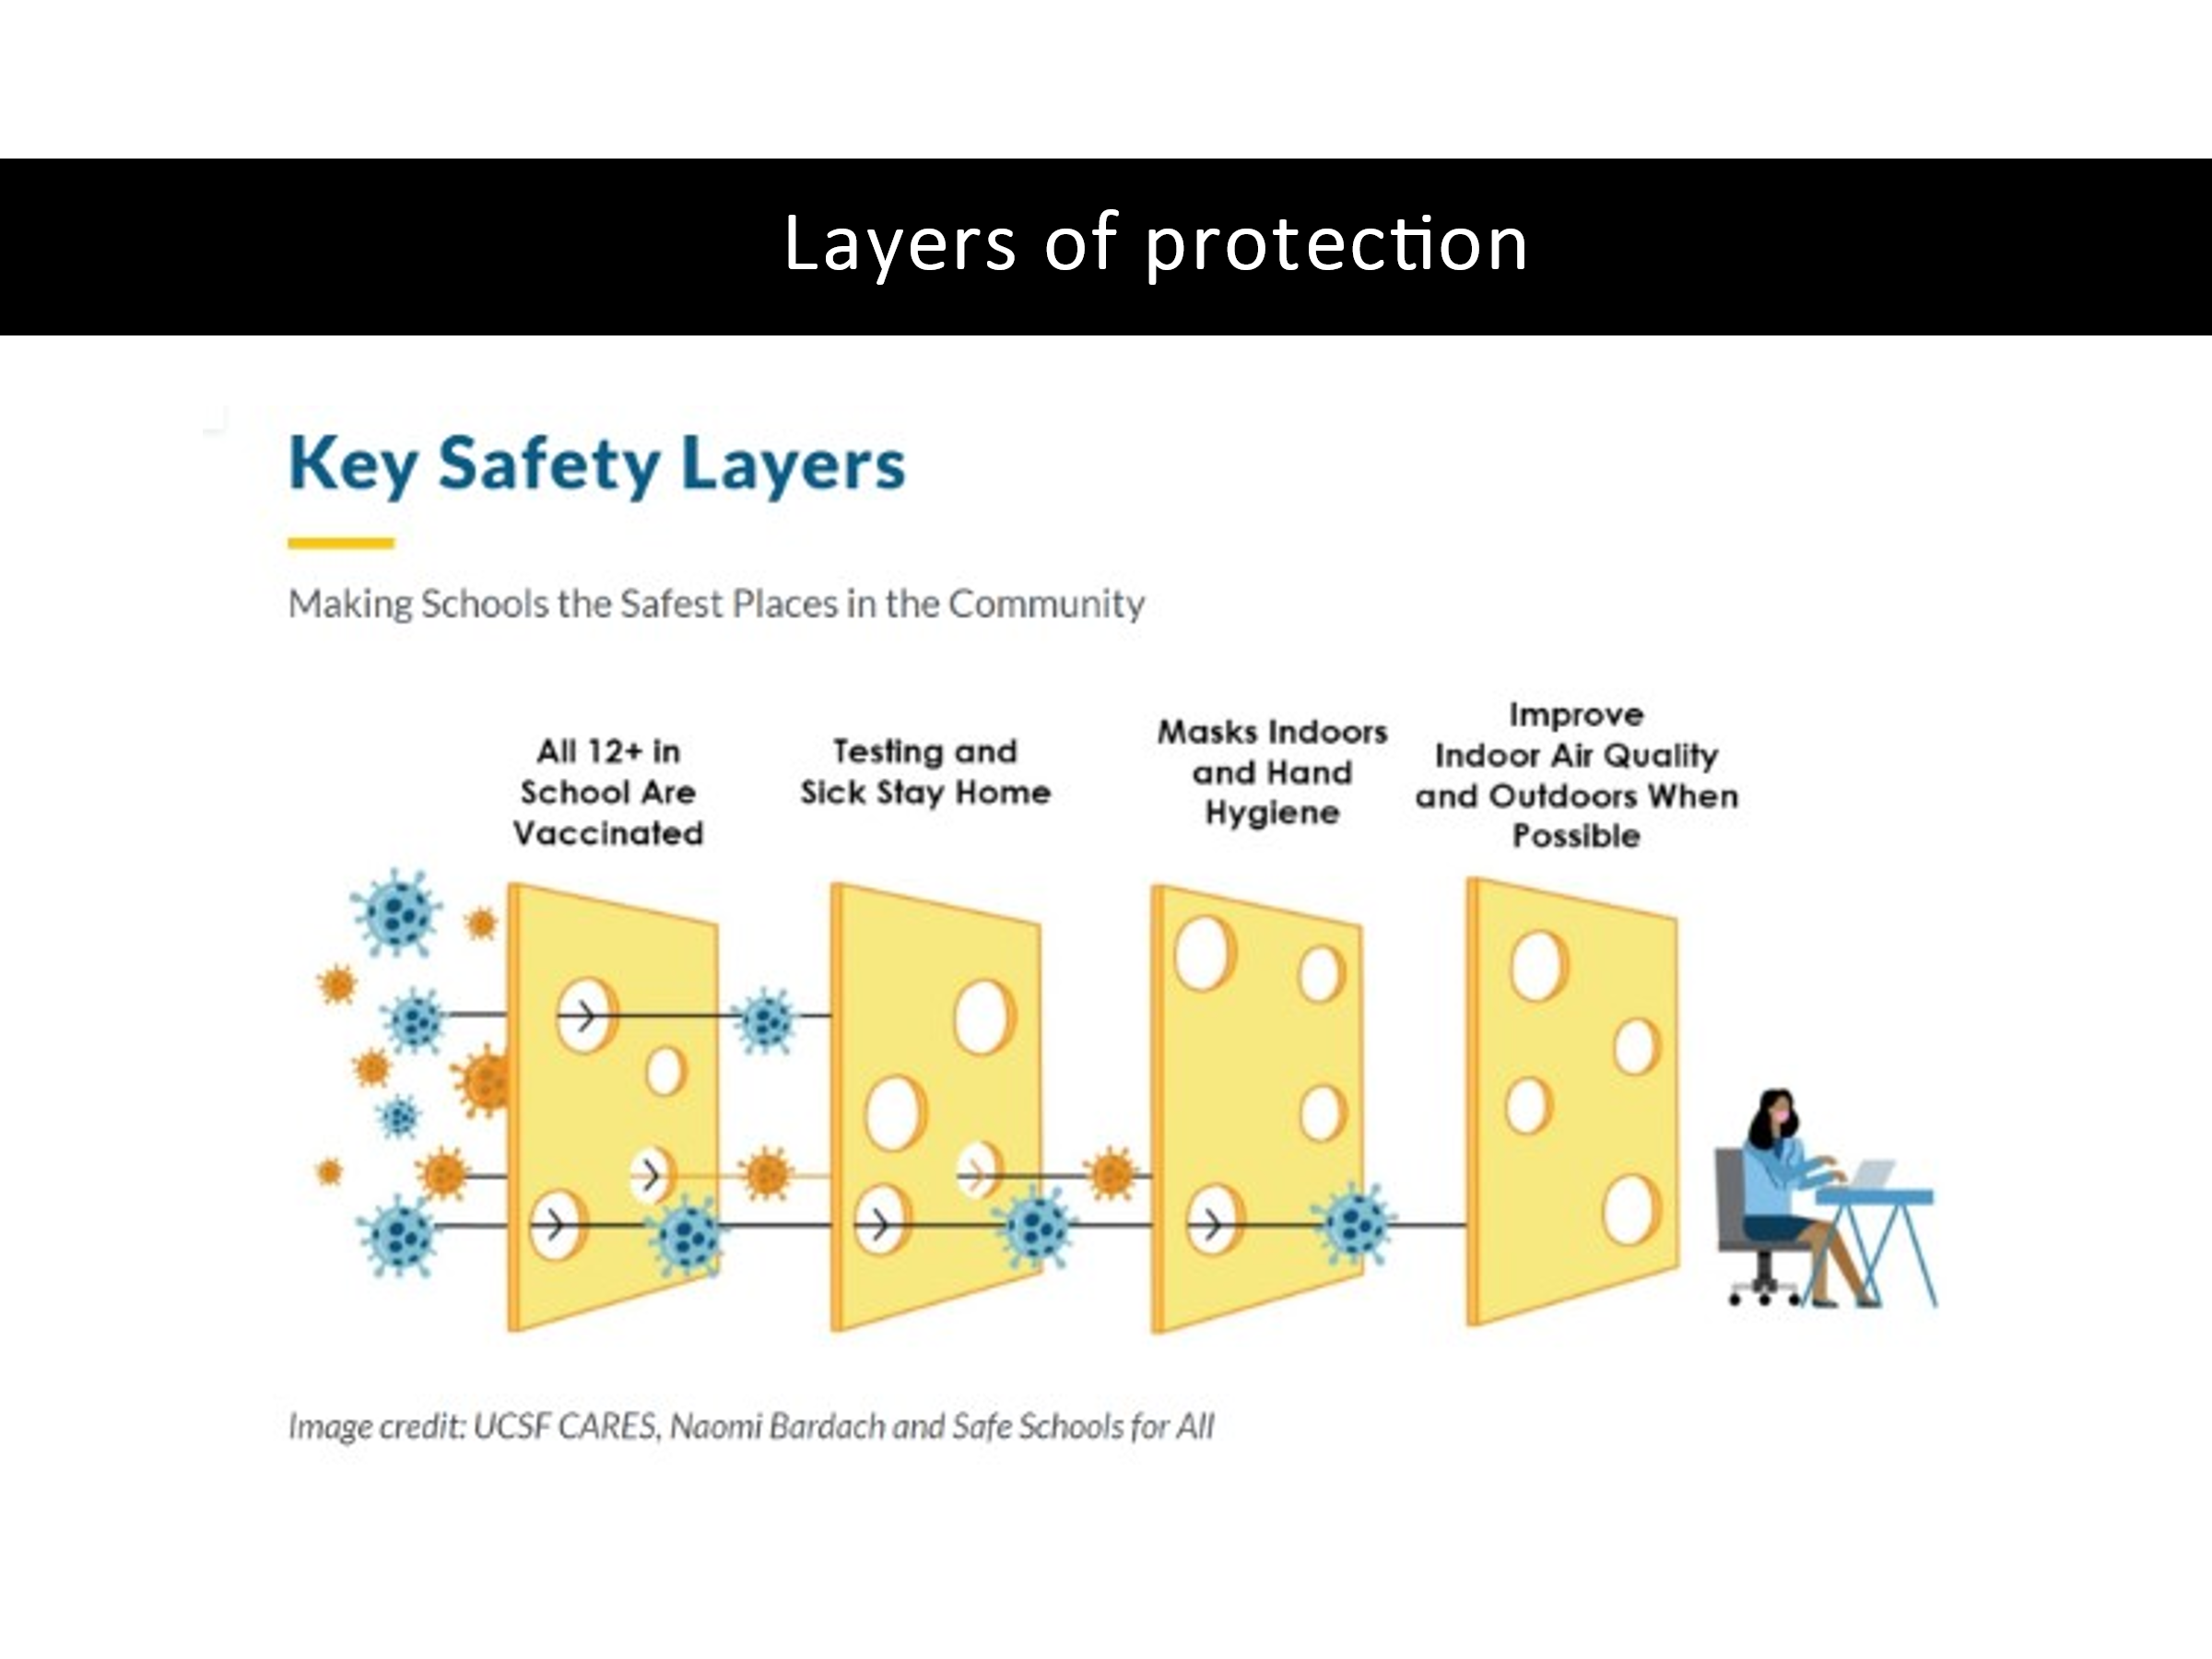 Layers of protection
Key Safety Layers
Making Schools the Safest Places in the Community
All 12+ in
School Are
Vaccinated
Testing and
Sick Stay Home
Masks Indoors
and Hand
Hygiene
Improve
Indoor Air Quality
and Outdoors When
Possible
Image credit: UCSF CARES, Naomi Bardach and Safe Schools for All